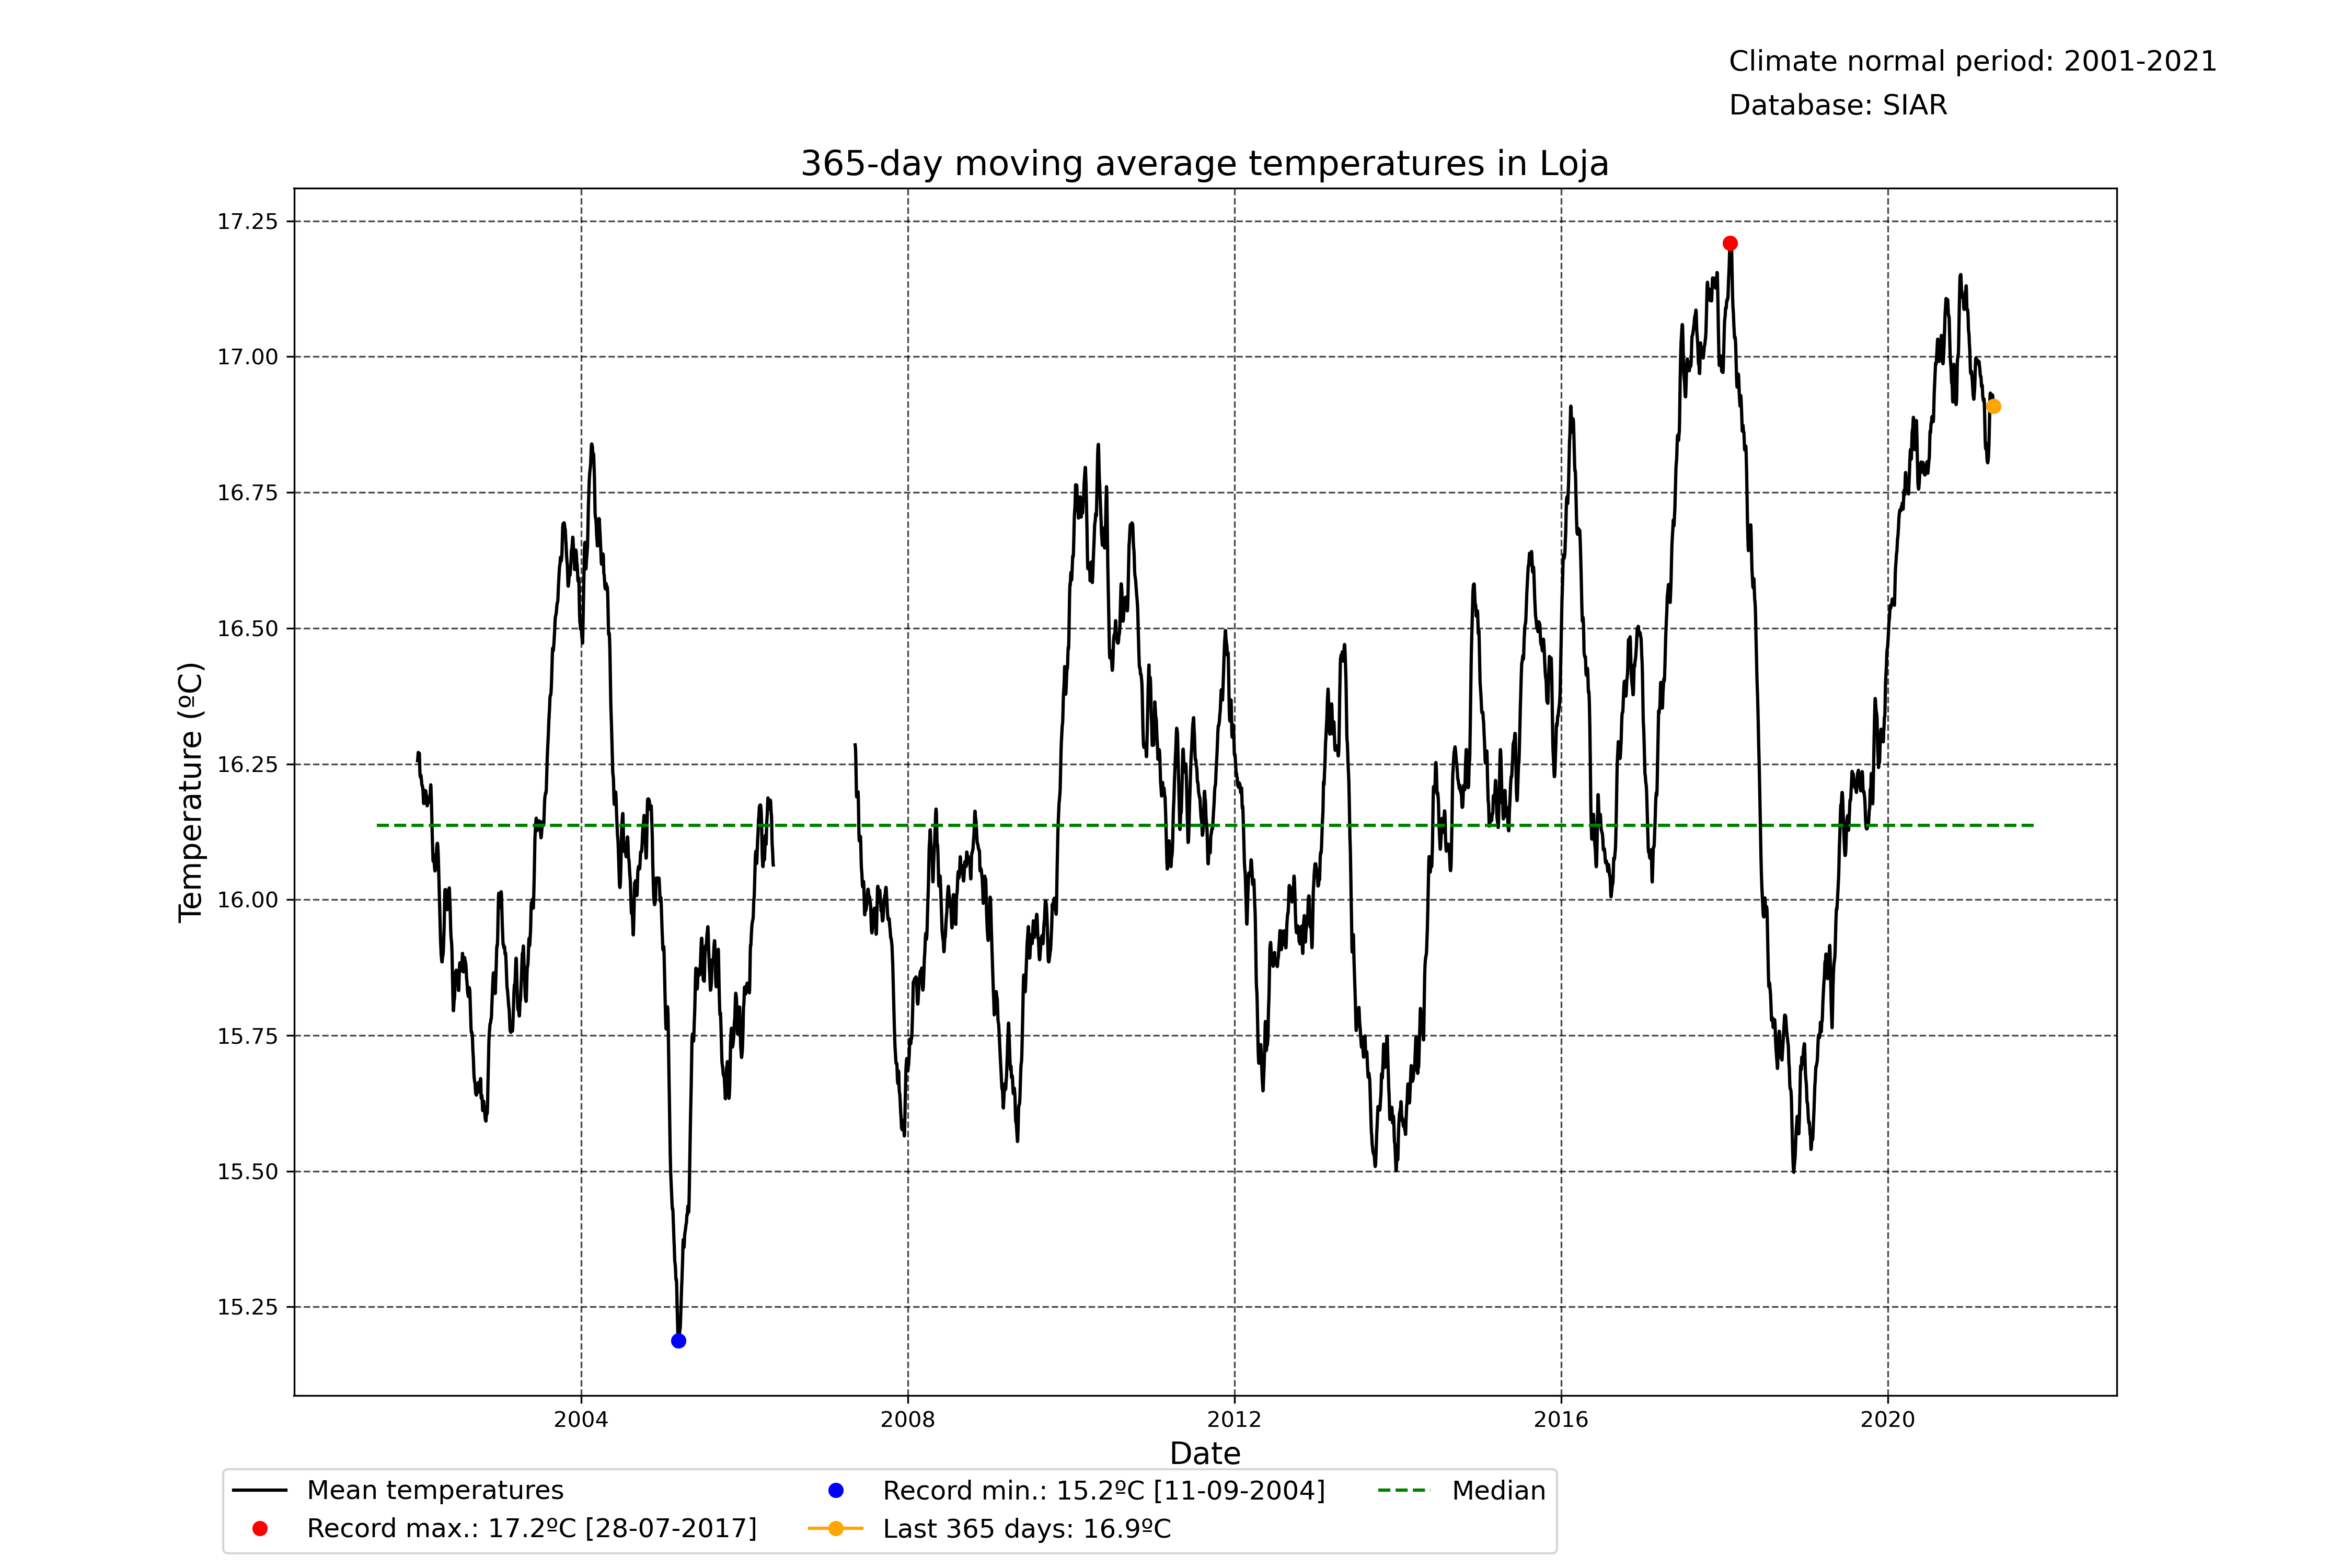 Climate normal period: 2001-2021
Database: SIAR
365-day moving average temperatures in Loja
17.25
17.00
16.75
16.50
16.25
16.00
15.75
15.50
15.25
Temperature (ºC)
2004 2008 2012 2016 2020
Date
Mean temperatures
Record max.: 17.2ºC [28-07-2017]
Record min.: 15.2ºC [11-09-2004]
Last 365 days: 16.9ºC
Median